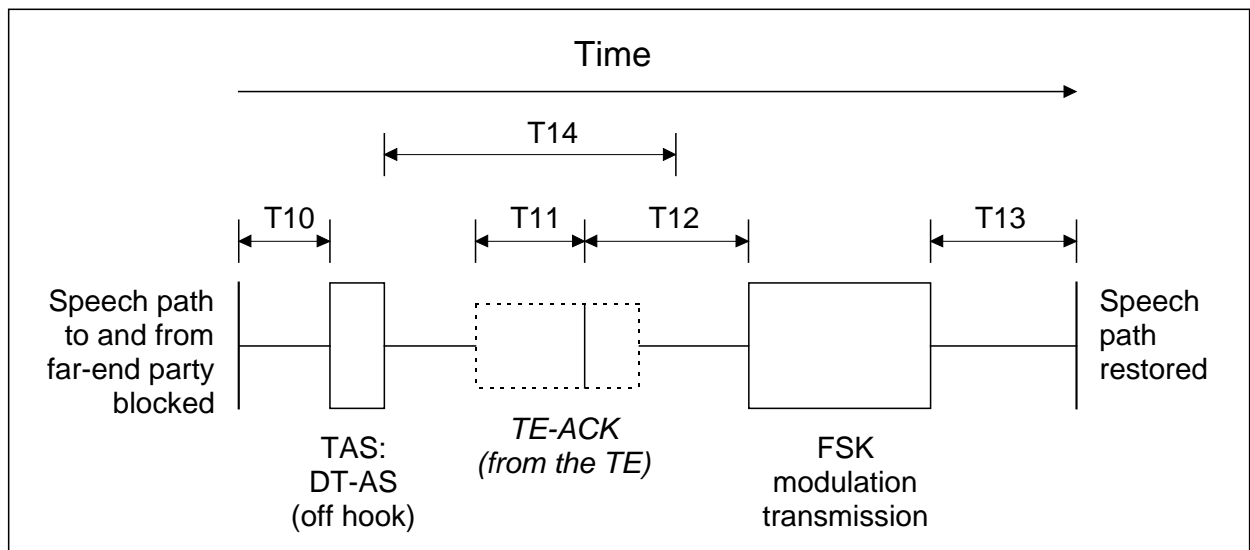 Time
T14
T10
T11
T12
T13
Speech path
to and from
far-end party
blocked
Speech
path
restored
TAS:
DT-AS
(off hook)
TE-ACK
(from the TE)
FSK
modulation
transmission